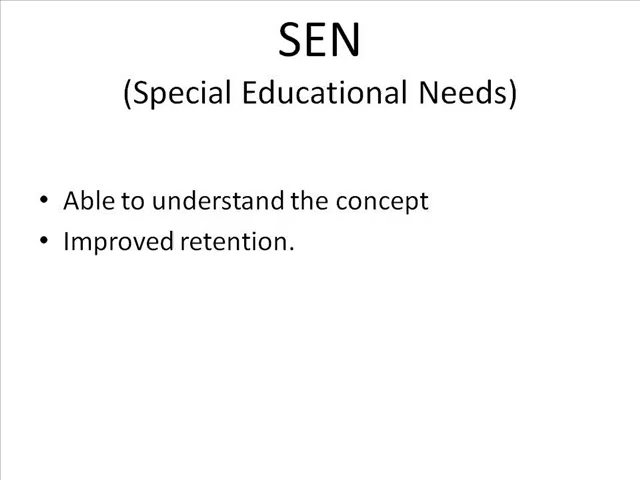 SEN
(Special Educational Needs)
• Able to understand the concept
• Improved retention.